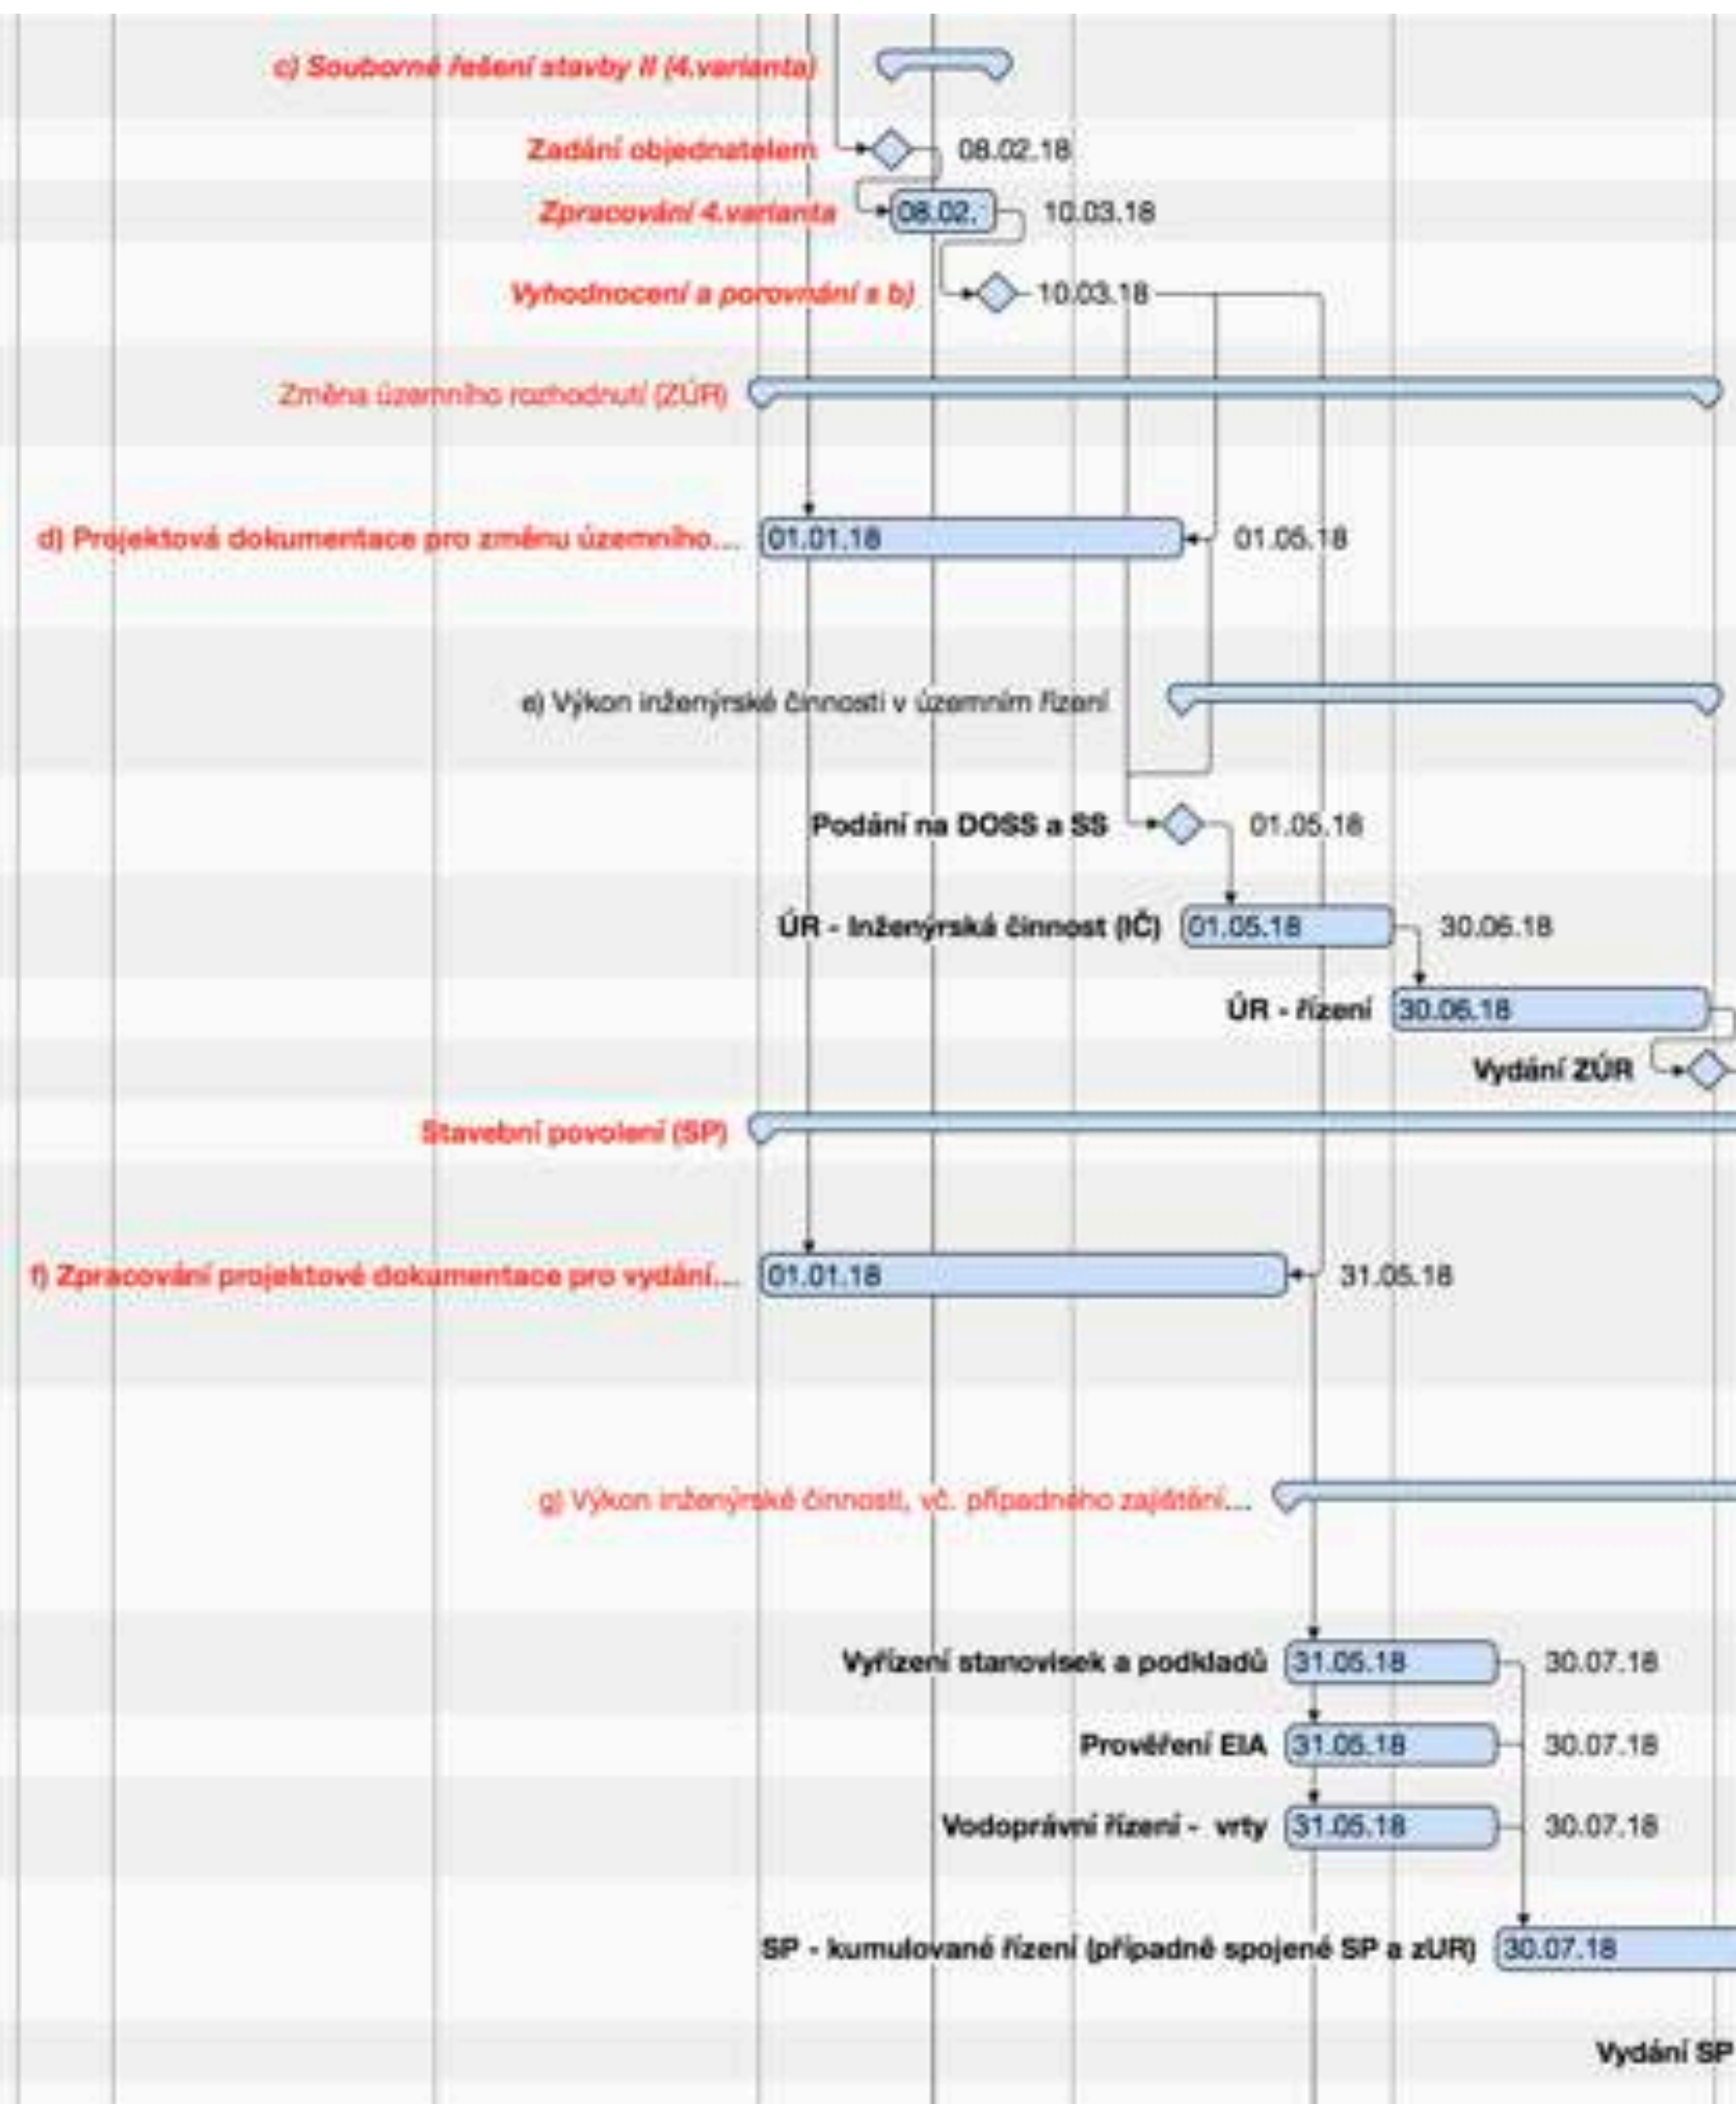 c) Souborné řešení stavby II (4.varianta)
Zadání objednatelem 08.02.18
Zpracování 4.varianta 08.02. 10.03.18
Vyhodnocení a porovnání s b) 10.03.18
Změna územního rozhodnutí (ZÚR)
d) Projektová dokumentace pro změnu územního... 01.01.18 01.05.18
e) Výkon inženýrské činnosti v územním řízení
Podání na DOSS a SS 01.05.18
ÚR - Inženýrská činnost (IČ) 01.05.18 30.06.18
ÚR - řízení 30.06.18
Vydání ZÚR
Stavební povolení (SP)
f) Zpracování projektové dokumentace pro vydání... 01.01.18 31.05.18
g) Výkon inženýrské činnosti, vč. případného zajištění...
Vyřízení stanovisek a podkladů 31.05.18 30.07.18
Prověření EIA 31.05.18 30.07.18
Vodoprávní řízení - vrty 31.05.18 30.07.18
SP - kumulované řízení (případně spojené SP a zUR) 30.07.18
Vydání SP